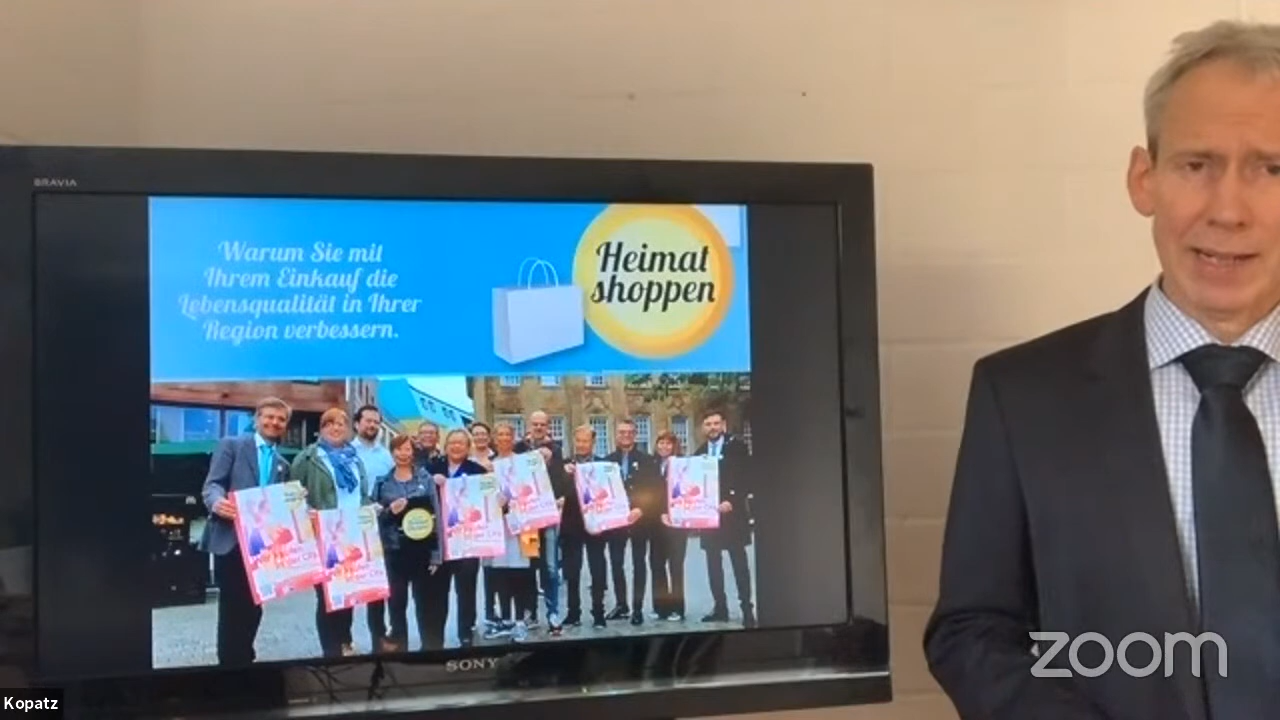 BRAVIA
Warum Sie mit
Ihrem Einkauf die
Lebensqualität in Ihrer
Region verbessern.
Heimat
shoppen
SONY
zoom
Kopatz